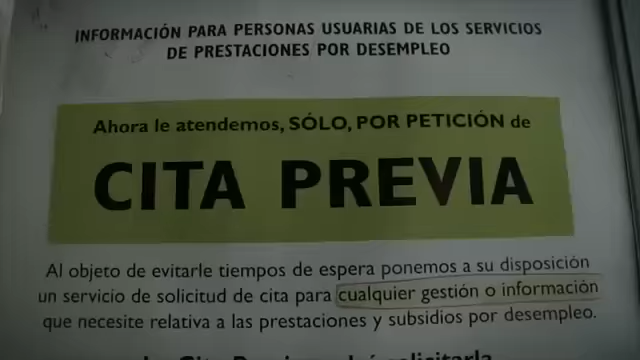 INFORMACIÓN PARA PERSONAS USUARIAS DE LOS SERVICIOS
DE PRESTACIONES POR DESEMPLEO
Ahora le atendemos, SÓLO, POR PETICIÓN de
CITA PREVIA
Al objeto de evitarle tiempos de espera ponemos a su disposición
un servicio de solicitud de cita para cualquier gestión o información
que necesite relativa a las prestaciones y subsidios por desempleo.